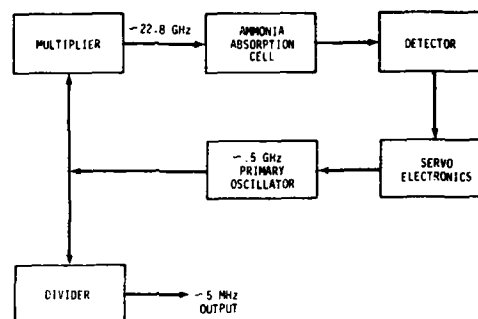 MULTIPLIER
~22.8 GHz
AMMONIA
ABSORPTION
CELL
DETECTOR
~.5 GHz
PRIMARY
OSCILLATOR
SERVO
ELECTRONICS
DIVIDER
~5 MHz
OUTPUT